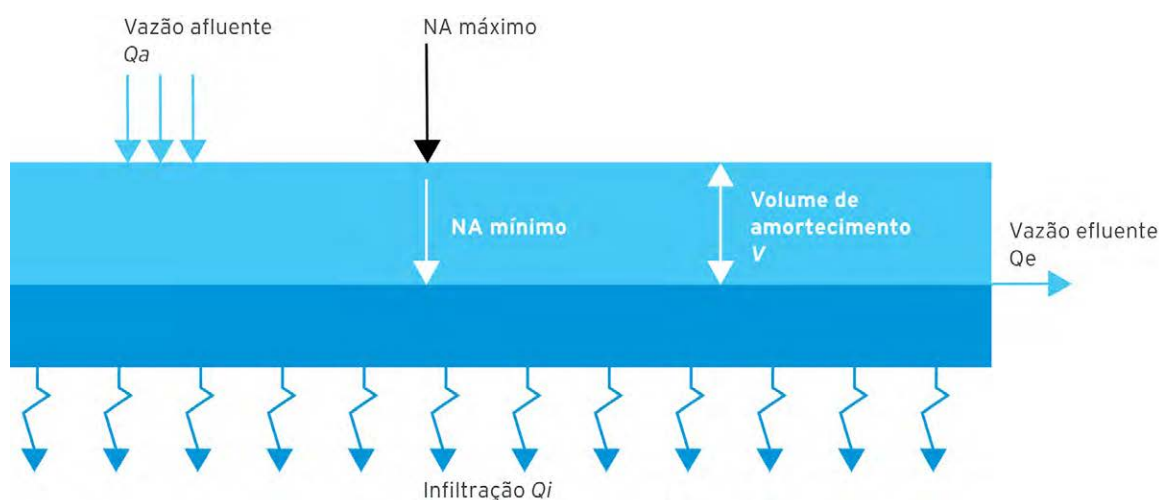 Vazão afluente
Qa
NA máximo
NA mínimo
Volume de
amortecimento
V
Vazão efluente
Qe
Infiltração Qi